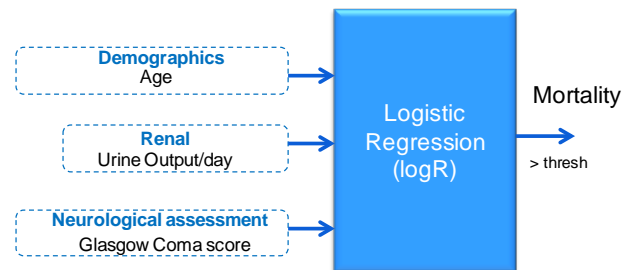 Demographics
Age
Renal
Urine Output/day
Neurological assessment
Glasgow Coma score
Logistic
Regression
(logR)
Mortality
> thresh